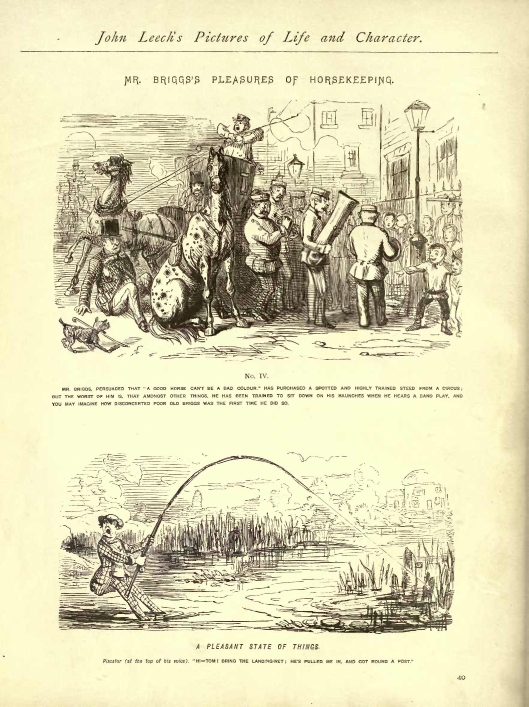 John Leech's Pictures of Life and Character.
MR. BRIGGS'S PLEASURES OF HORSEKEEPING.
No. IV.
MR. BRIGGS, PERSUADED THAT "A GOOD HORSE CAN'T BE A BAD COLOUR," HAS PURCHASED A SPOTTED AND HIGHLY TRAINED STEED FROM A CIRCUS;
BUT THE WORST OF HIM IS, THAT AMONGST OTHER THINGS, HE HAS BEEN TRAINED TO SIT DOWN ON HIS HAUNCHES WHEN HE HEARS A BAND PLAY, AND
YOU MAY IMAGINE HOW DISCONCERTED POOR OLD BRIGGS WAS THE FIRST TIME HE DID SO.
A PLEASANT STATE OF THINGS.
Piscator (at the top of his voice). "HI—TOM! BRING THE LANDING-NET; HE'S PULLED ME IN, AND GOT ROUND A POST."
49